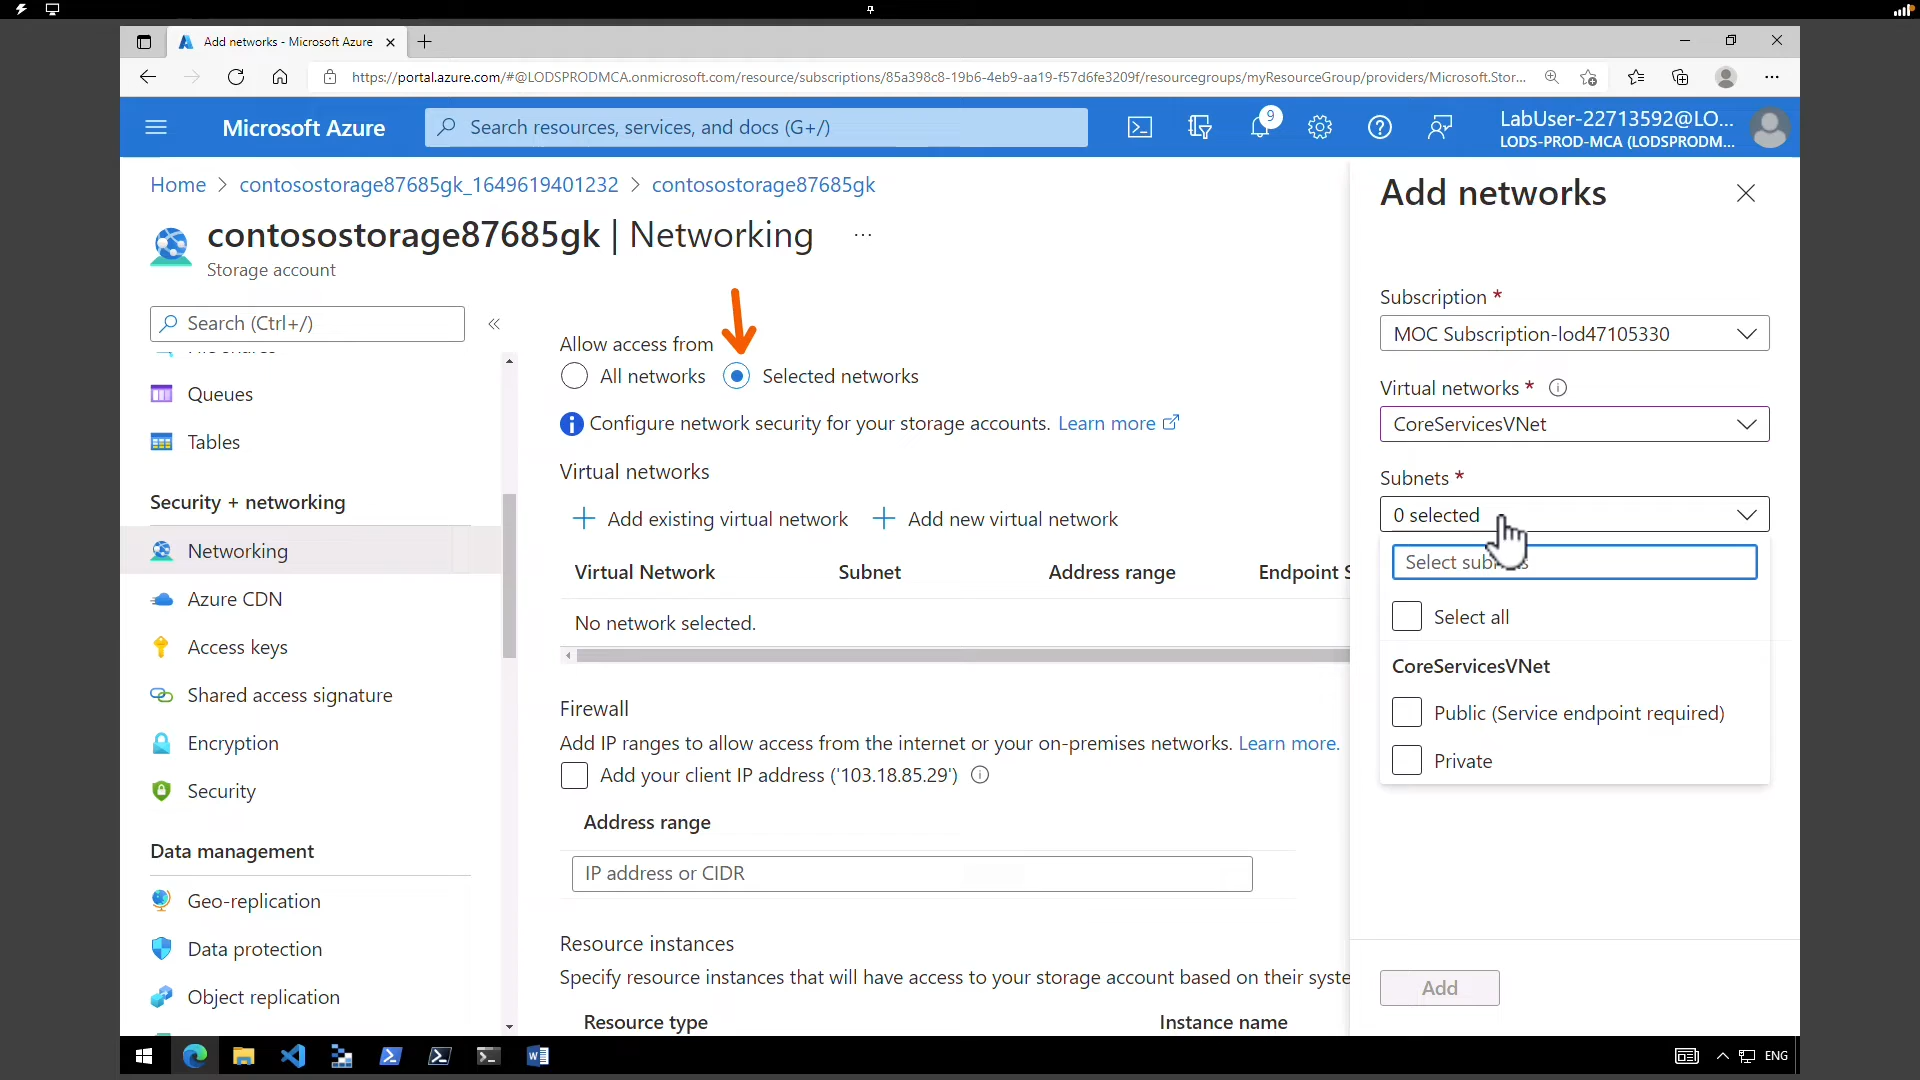 Add networks - Microsoft Azure
https://portal.azure.com/#@LODSPRODMCA.onmicrosoft.com/resource/subscriptions/85a398c8-19b6-4eb9-aa19-f57d6fe3209f/resourcegroups/myResourceGroup/providers/Microsoft.Stor...
Microsoft Azure
Search resources, services, and docs (G+/)
9
LabUser-22713592@LO...
LODS-PROD-MCA (LODSPRODM...
Home > contosostorage87685gk_1649619401232 > contosostorage87685gk
contosostorage87685gk | Networking ...
Storage account
Search (Ctrl+/)
Queues
Tables
Security + networking
Networking
Azure CDN
Access keys
Shared access signature
Encryption
Security
Data management
Geo-replication
Data protection
Object replication
Allow access from
All networks
Selected networks
Configure network security for your storage accounts. Learn more
Virtual networks
Add existing virtual network
Add new virtual network
Virtual Network Subnet Address range Endpoint S
No network selected.
Firewall
Add IP ranges to allow access from the internet or your on-premises networks. Learn more.
Add your client IP address ('103.18.85.29')
Address range
IP address or CIDR
Resource instances
Specify resource instances that will have access to your storage account based on their syste
Resource type Instance name
Add networks
Subscription *
MOC Subscription-lod47105330
Virtual networks *
CoreServicesVNet
Subnets *
0 selected
Select subnets
Select all
CoreServicesVNet
Public (Service endpoint required)
Private
Add
ENG